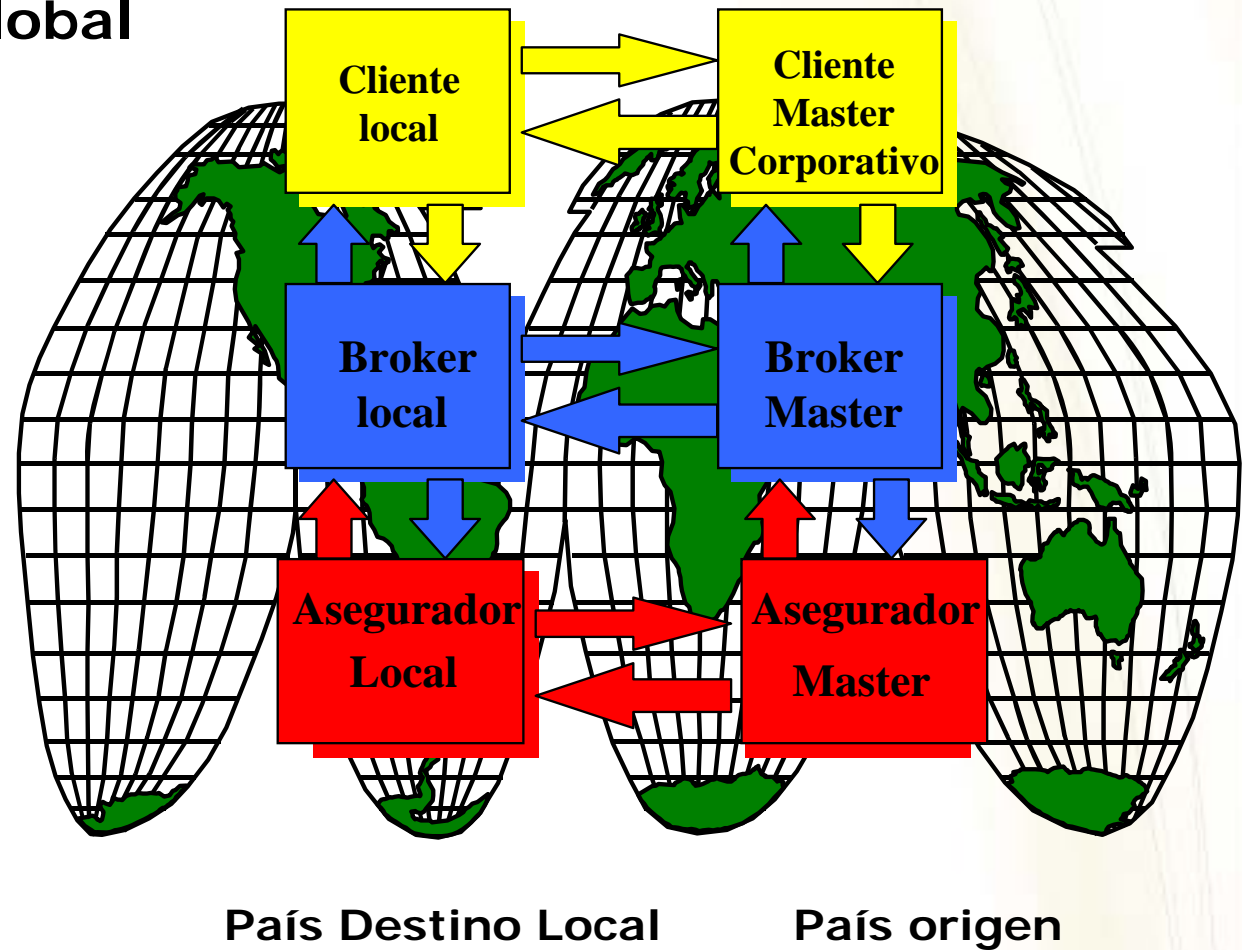 lobal
Cliente
local
Cliente
Master
Corporativo
Broker
local
Broker
Master
Asegurador
Local
Asegurador
Master
País Destino Local
País origen